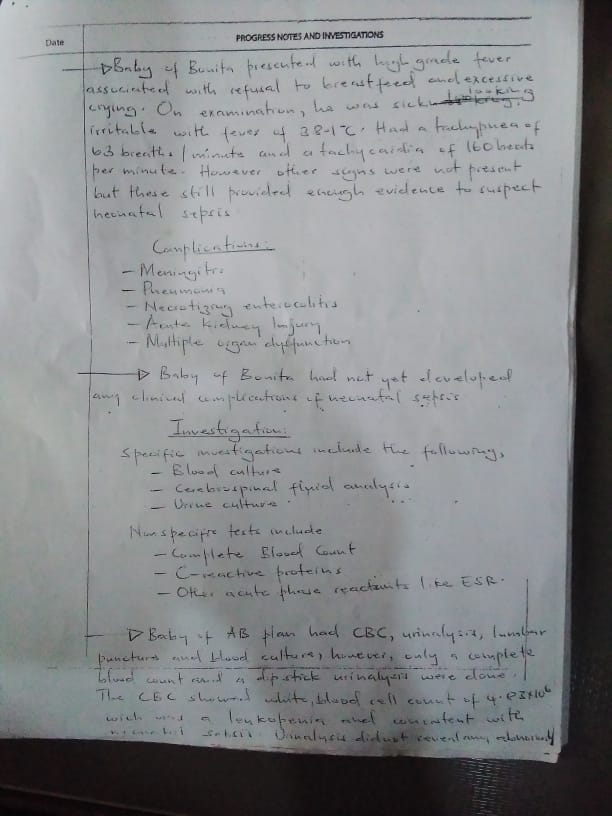 Date
PROGRESS NOTES AND INVESTIGATIONS
Baby of Bonita presented with high grade fever
associated with refusal to breastfeed and excessive
crying. On examination, he was sick looking
irritable with fever of 38.1°C. Had a tachypnea of
63 breaths/minute and a tachycardia of 160 beats
per minute. However other signs were not present
but these still provided enough evidence to suspect
neonatal sepsis
Complications:
- Meningitis
- Pneumonia
- Necrotizing enterocolitis
- Acute kidney Injury
- Multiple organ dysfunction
Baby of Bonita had not yet developed
any clinical complications of neonatal sepsis
Investigation:
Specific investigations include the following,
- Blood culture
- Cerebrospinal fluid analysis
- Urine culture
Non specific tests include
- Complete Blood Count
- C-reactive proteins
- Other acute phase reactants like ESR.
Baby of AB plan had CBC, urinalysis, lumbar
puncture and blood culture, however, only a complete
blood count and a dipstick urinalysis were done.
The CBC showed white blood cell count of
wich was a leukopenia and consistent with
neonatal sepsis. Urinalysis did not reveal any abnormality